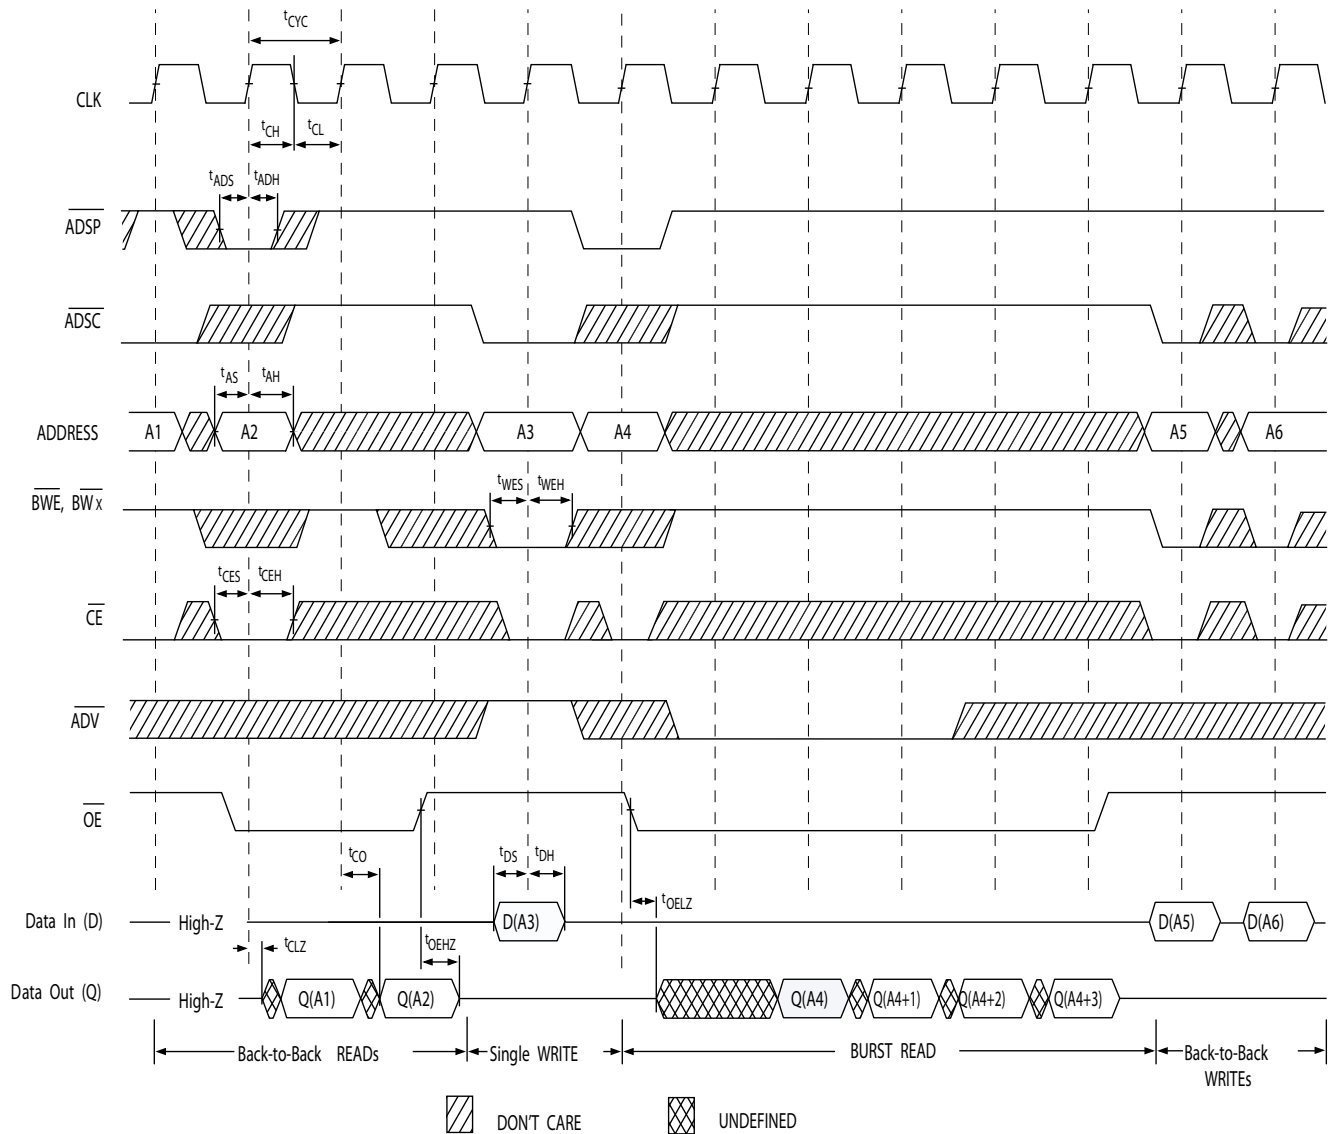 tCYC
CLK
tCH
tCL
tADS
tADH
ADSP
ADSC
tAS
tAH
ADDRESS
A1
A2
A3
A4
A5
A6
BWE, BWx
tWES
tWEH
tCES
tCEH
CE
ADV
OE
tCO
tDS
tDH
tOELZ
Data In (D)
High-Z
D(A3)
D(A5)
D(A6)
tCLZ
tOEHZ
Data Out (Q)
High-Z
Q(A1)
Q(A2)
Q(A4)
Q(A4+1)
Q(A4+2)
Q(A4+3)
Back-to-Back READs
Single WRITE
BURST READ
Back-to-Back
WRITEs
DON'T CARE
UNDEFINED